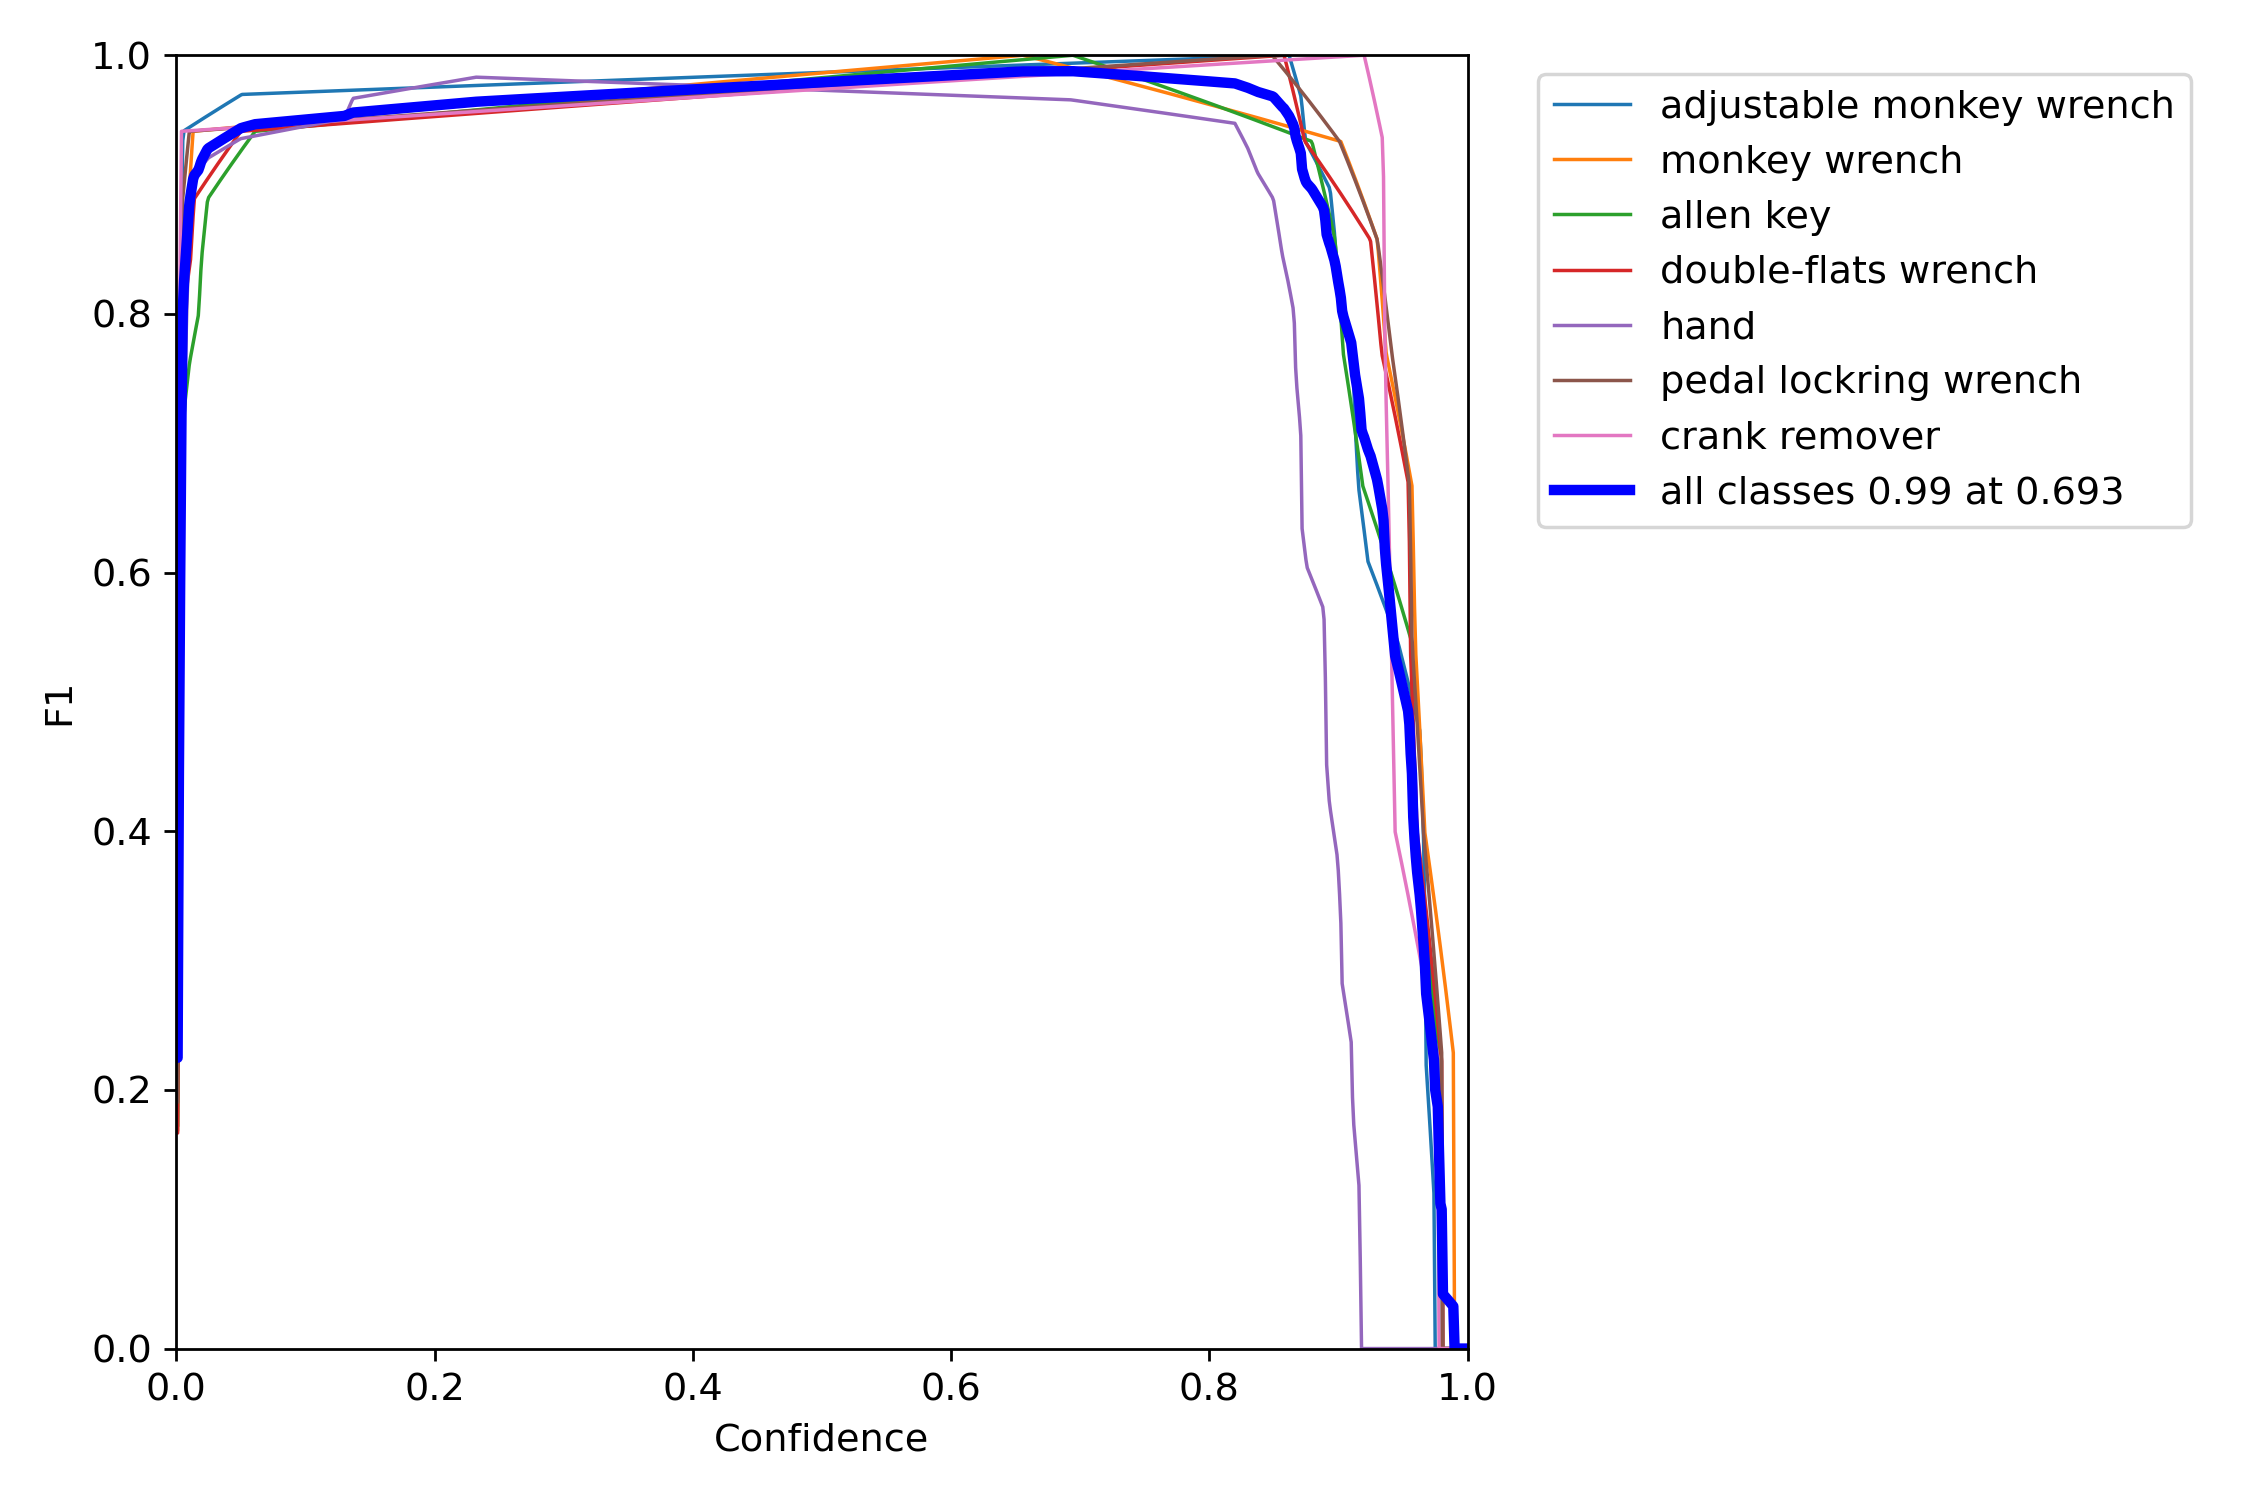 1.0
0.8
0.6
0.4
0.2
0.0
F1
0.0 0.2 0.4 0.6 0.8 1.0
Confidence
adjustable monkey wrench
monkey wrench
allen key
double-flats wrench
hand
pedal lockring wrench
crank remover
all classes 0.99 at 0.693